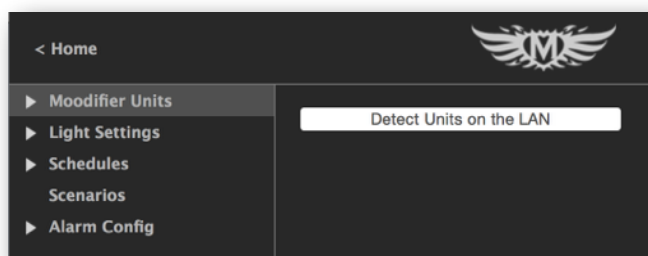 < Home
M
Moodifier Units
Light Settings
Schedules
Scenarios
Alarm Config
Detect Units on the LAN